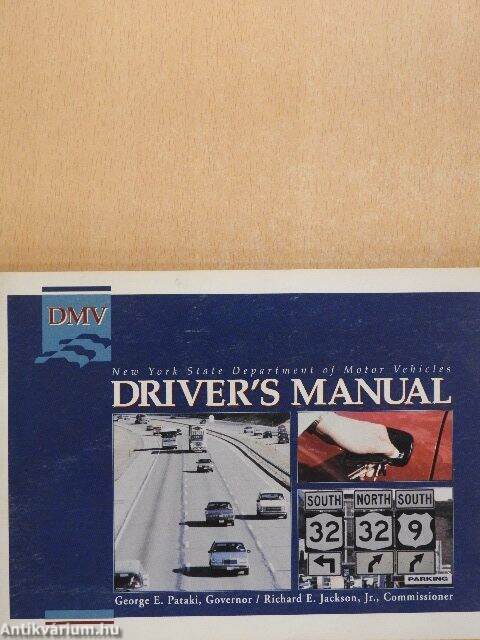 DMV
New York State Department of Motor Vehicles
DRIVER'S MANUAL
SOUTH NORTH SOUTH
32 32 9
PARKING
George E. Pataki, Governor / Richard E. Jackson, Jr., Commissioner
Antikvárium.hu